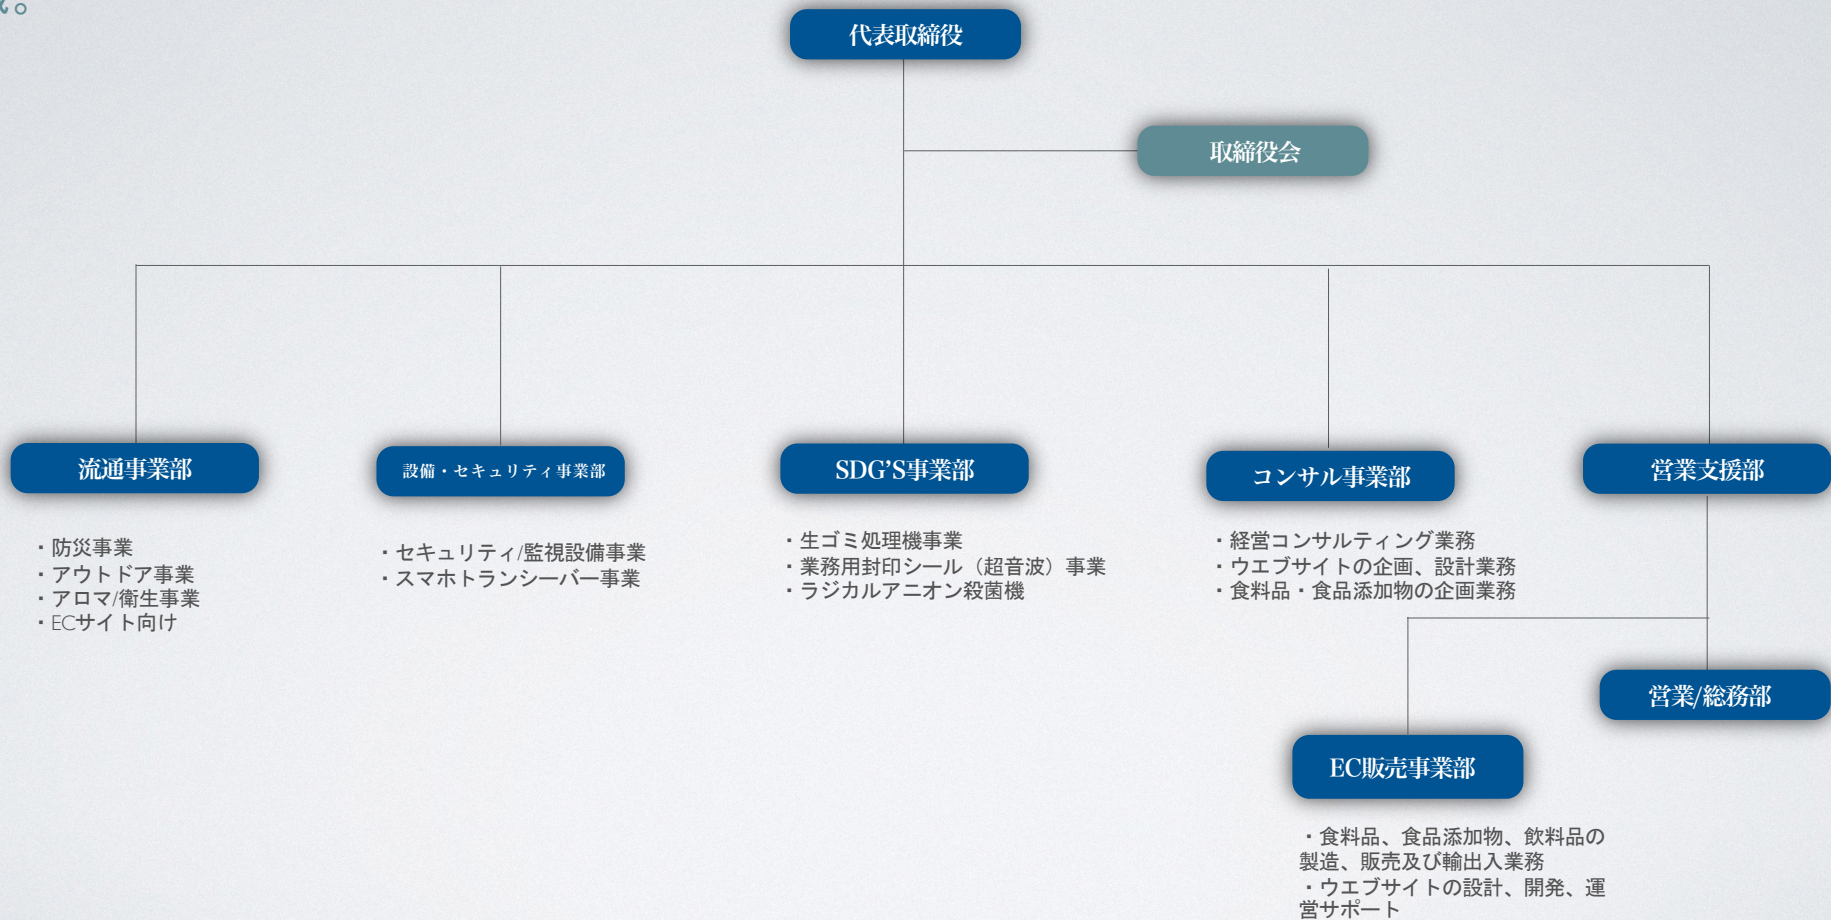 。
代表取締役
取締役会
流通事業部
設備・セキュリティ事業部
SDG’S事業部
コンサル事業部
営業支援部
・防災事業
・アウトドア事業
・アロマ/衛生事業
・ECサイト向け
・セキュリティ/監視設備事業
・スマホトランシーバー事業
・生ゴミ処理機事業
・業務用封印シール（超音波）事業
・ラジカルアニオン殺菌機
・経営コンサルティング業務
・ウエブサイトの企画、設計業務
・食料品・食品添加物の企画業務
営業/総務部
EC販売事業部
・食料品、食品添加物、飲料品の
製造、販売及び輸出入業務
・ウエブサイトの設計、開発、運
営サポート